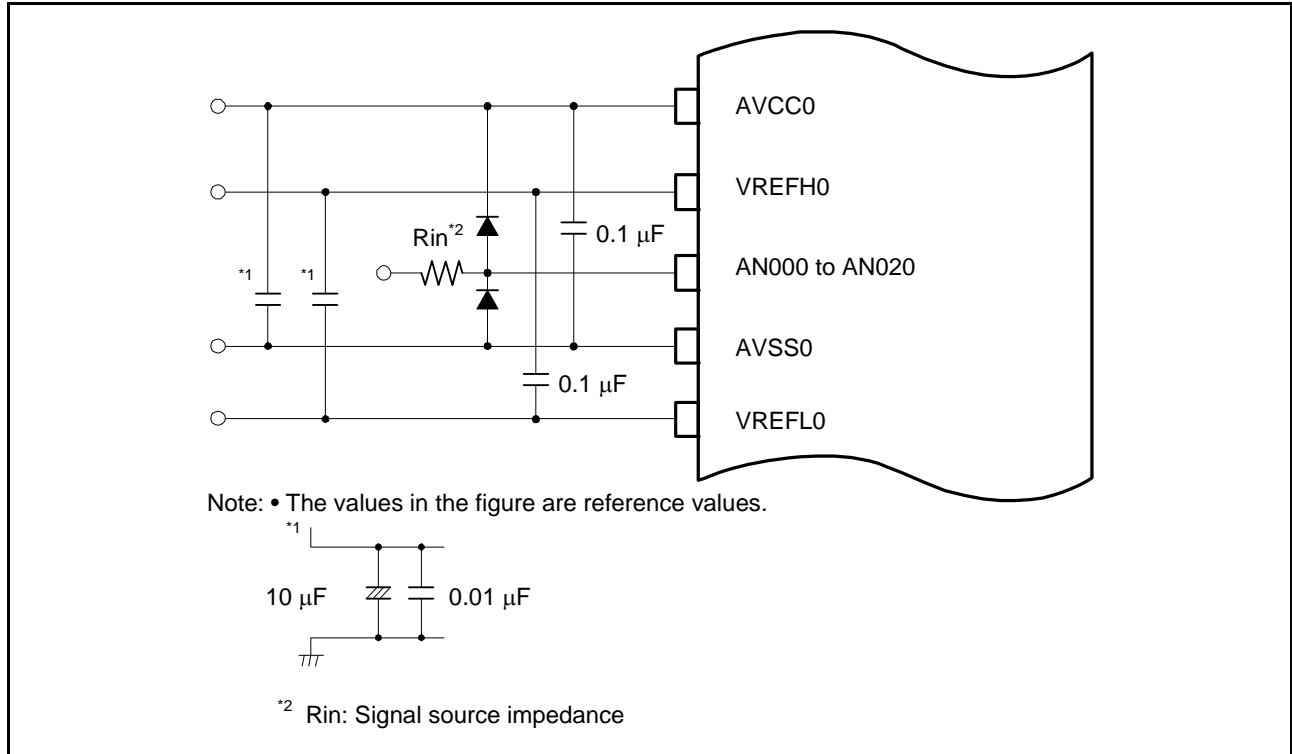 AVCC0
VREFH0
Rin*2
0.1 μF
*1 *1
AN000 to AN020
AVSS0
0.1 μF
VREFL0
Note: • The values in the figure are reference values.
*1
10 μF 0.01 μF
*2 Rin: Signal source impedance